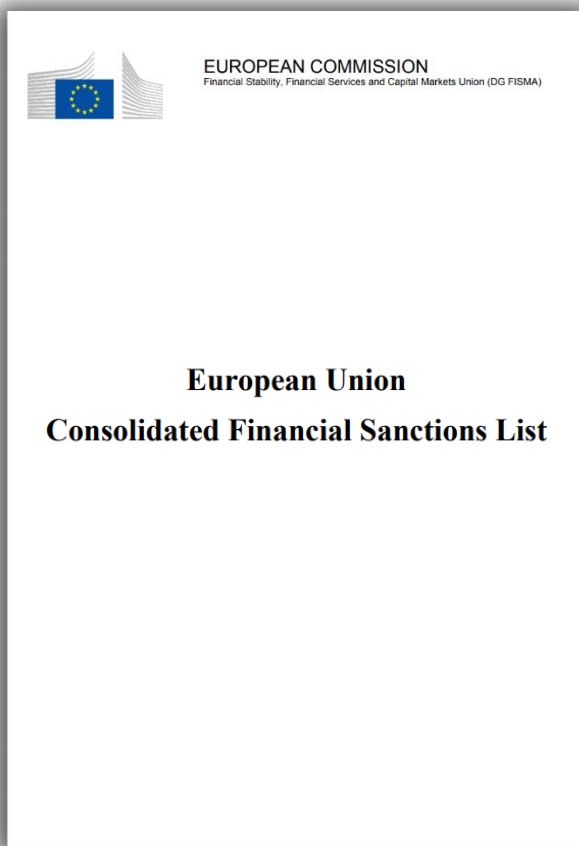 EUROPEAN COMMISSION
Financial Stability, Financial Services and Capital Markets Union (DG FISMA)
European Union
Consolidated Financial Sanctions List